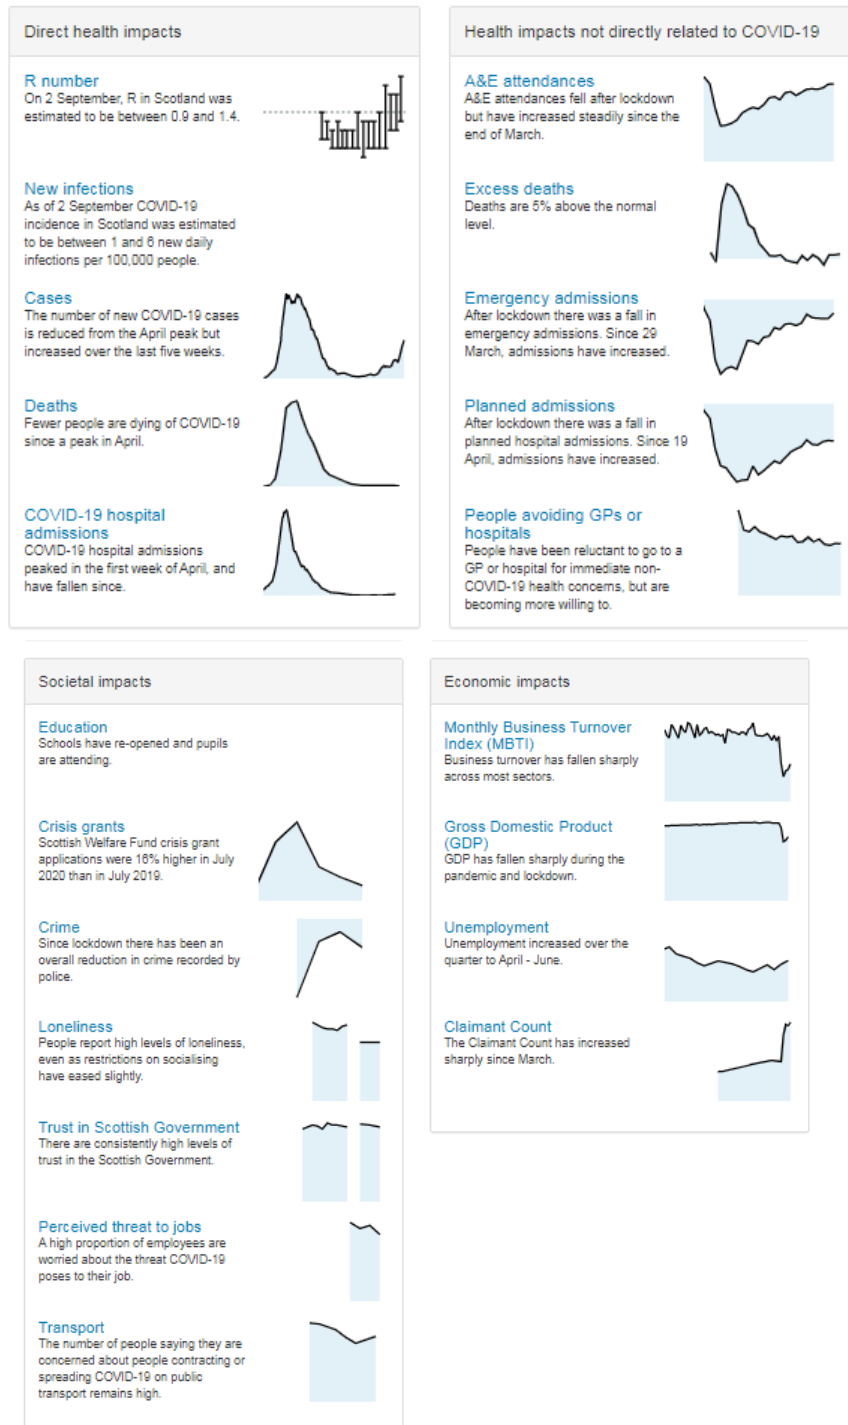 Direct health impacts
R number
On 2 September, R in Scotland was
estimated to be between 0.9 and 1.4.
New infections
As of 2 September COVID-19
incidence in Scotland was estimated
to be between 1 and 6 new daily
infections per 100,000 people.
Cases
The number of new COVID-19 cases
is reduced from the April peak but
increased over the last five weeks.
Deaths
Fewer people are dying of COVID-19
since a peak in April.
COVID-19 hospital
admissions
COVID-19 hospital admissions
peaked in the first week of April, and
have fallen since.
Health impacts not directly related to COVID-19
A&E attendances
A&E attendances fell after lockdown
but have increased steadily since the
end of March.
Excess deaths
Deaths are 5% above the normal
level.
Emergency admissions
After lockdown there was a fall in
emergency admissions. Since 29
March, admissions have increased.
Planned admissions
After lockdown there was a fall in
planned hospital admissions. Since 19
April, admissions have increased.
People avoiding GPs or
hospitals
People have been reluctant to go to a
GP or hospital for immediate non-
COVID-19 health concerns, but are
becoming more willing to.
Societal impacts
Education
Schools have re-opened and pupils
are attending.
Crisis grants
Scottish Welfare Fund crisis grant
applications were 16% higher in July
2020 than in July 2019.
Crime
Since lockdown there has been an
overall reduction in crime recorded by
police.
Loneliness
People report high levels of loneliness,
even as restrictions on socialising
have eased slightly.
Trust in Scottish Government
There are consistently high levels of
trust in the Scottish Government.
Perceived threat to jobs
A high proportion of employees are
worried about the threat COVID-19
poses to their job.
Transport
The number of people saying they are
concerned about people contracting or
spreading COVID-19 on public
transport remains high.
Economic impacts
Monthly Business Turnover
Index (MBTI)
Business turnover has fallen sharply
across most sectors.
Gross Domestic Product
(GDP)
GDP has fallen sharply during the
pandemic and lockdown.
Unemployment
Unemployment increased over the
quarter to April - June.
Claimant Count
The Claimant Count has increased
sharply since March.